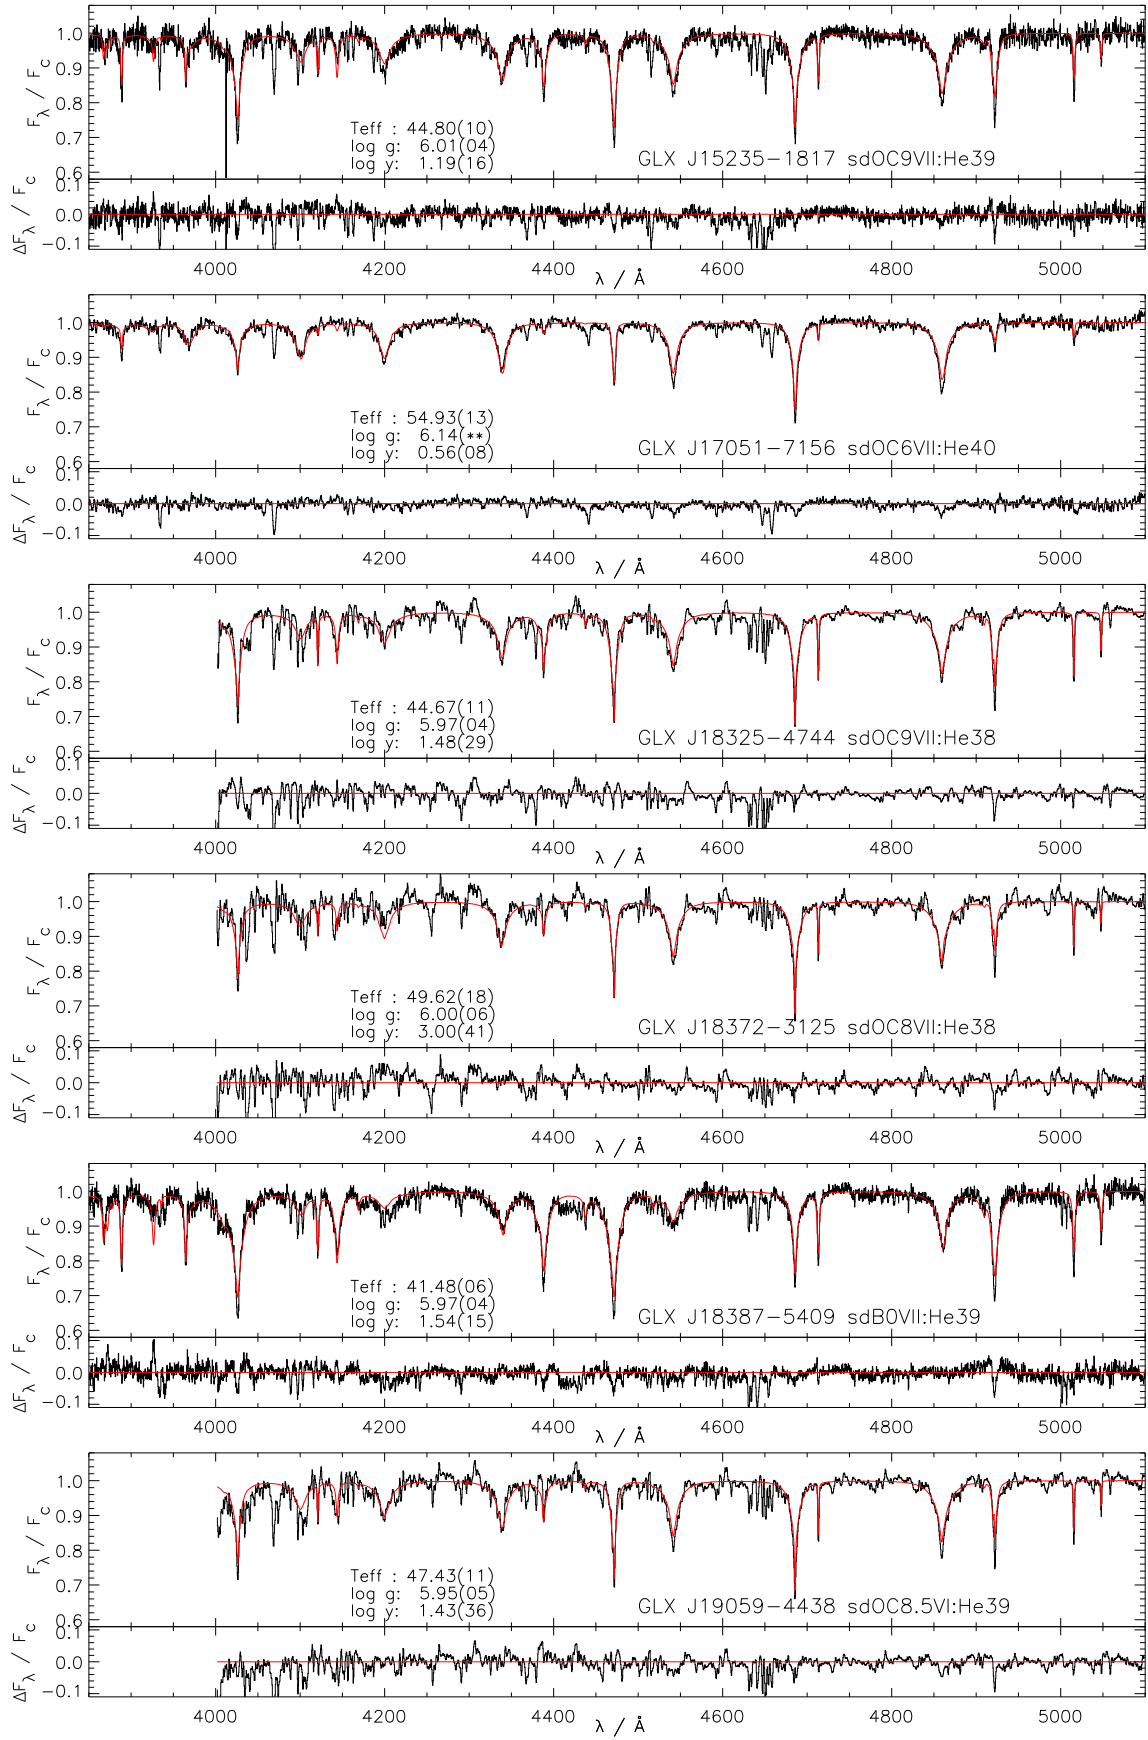 1.0
0.9
0.8
0.7
0.6
F_λ / F_c
Teff : 44.80(10)
log g: 6.01(04)
log y: 1.19(16)
GLX J15235-1817 sdOC9VII:He39
0.1
0.0
-0.1
ΔF_λ / F_c
4000 4200 4400 4600 4800 5000
λ / Å
1.0
0.9
0.8
0.7
0.6
F_λ / F_c
Teff : 54.93(13)
log g: 6.14(**)
log y: 0.56(08)
GLX J17051-7156 sdOC6VII:He40
0.1
0.0
-0.1
ΔF_λ / F_c
4000 4200 4400 4600 4800 5000
λ / Å
1.0
0.9
0.8
0.7
0.6
F_λ / F_c
Teff : 44.67(11)
log g: 5.97(04)
log y: 1.48(29)
GLX J18325-4744 sdOC9VII:He38
0.1
0.0
-0.1
ΔF_λ / F_c
4000 4200 4400 4600 4800 5000
λ / Å
1.0
0.9
0.8
0.7
0.6
F_λ / F_c
Teff : 49.62(18)
log g: 6.00(06)
log y: 3.00(41)
GLX J18372-3125 sdOC8VII:He38
0.1
0.0
-0.1
ΔF_λ / F_c
4000 4200 4400 4600 4800 5000
λ / Å
1.0
0.9
0.8
0.7
0.6
F_λ / F_c
Teff : 41.48(06)
log g: 5.97(04)
log y: 1.54(15)
GLX J18387-5409 sdB0VII:He39
0.1
0.0
-0.1
ΔF_λ / F_c
4000 4200 4400 4600 4800 5000
λ / Å
1.0
0.9
0.8
0.7
0.6
F_λ / F_c
Teff : 47.43(11)
log g: 5.95(05)
log y: 1.43(36)
GLX J19059-4438 sdOC8.5VI:He39
0.1
0.0
-0.1
ΔF_λ / F_c
4000 4200 4400 4600 4800 5000
λ / Å